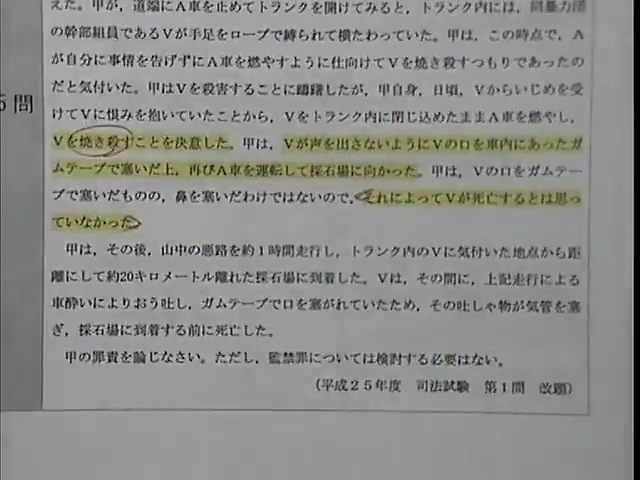 えた。甲が，道端にA車を止めてトランクを開けてみると，トランク内には，同暴力団
の幹部組員であるVが手足をロープで縛られて横たわっていた。甲は，この時点で，A
が自分に事情を告げずにA車を燃やすように仕向けてVを焼き殺すつもりであったの
だと気付いた。甲はVを殺害することに躊躇したが，甲自身，日頃，Vからいじめを受
けてVに恨みを抱いていたことから，Vをトランク内に閉じ込めたままA車を燃やし，
Vを焼き殺すことを決意した。甲は，Vが声を出さないようにVの口を車内にあったガ
ムテープで塞いだ上，再びA車を運転して採石場に向かった。甲は，Vの口をガムテー
プで塞いだものの，鼻を塞いだわけではないので，それによってVが死亡するとは思っ
ていなかった。
甲は，その後，山中の悪路を約1時間走行し，トランク内のVに気付いた地点から距
離にして約20キロメートル離れた採石場に到着した。Vは，その間に，上記走行による
車酔いによりおう吐し，ガムテープで口を塞がれていたため，その吐しゃ物が気管を塞
ぎ，採石場に到着する前に死亡した。
甲の罪責を論じなさい。ただし，監禁罪については検討する必要はない。
（平成２５年度　司法試験　第１問　改題）
問